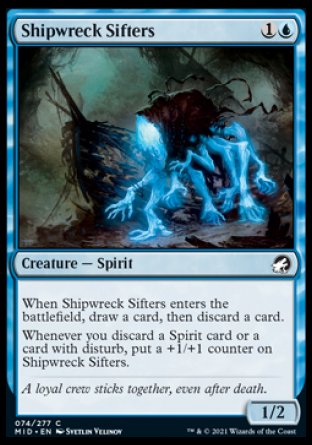 Shipwreck Sifters 1
Creature — Spirit
When Shipwreck Sifters enters the
battlefield, draw a card, then discard a card.
Whenever you discard a Spirit card or a
card with disturb, put a +1/+1 counter on
Shipwreck Sifters.
A loyal crew sticks together, even after death.
074/277 C
MID • EN SVETLIN VELINOV
™ & © 2021 Wizards of the Coast
1/2